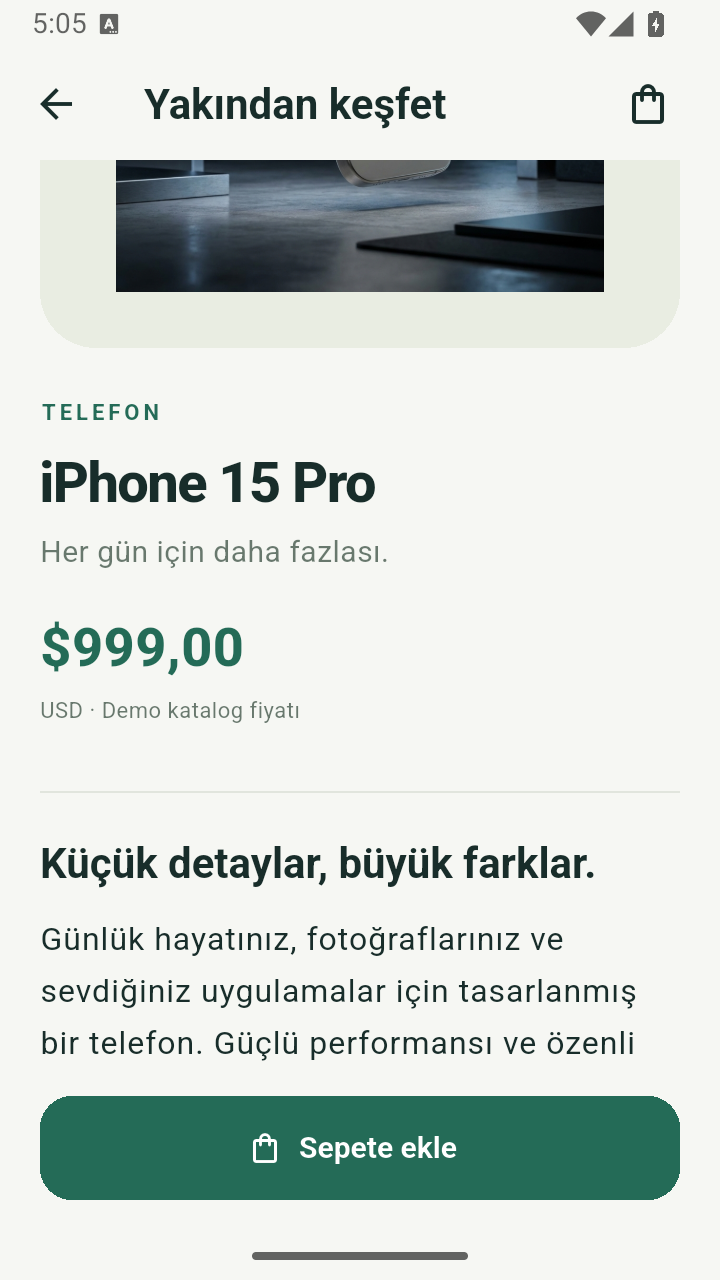 5:05
Yakından keşfet
TELEFON
iPhone 15 Pro
Her gün için daha fazlası.
$999,00
USD · Demo katalog fiyatı
Küçük detaylar, büyük farklar.
Günlük hayatınız, fotoğraflarınız ve
sevdiğiniz uygulamalar için tasarlanmış
bir telefon. Güçlü performansı ve özenli
Sepete ekle